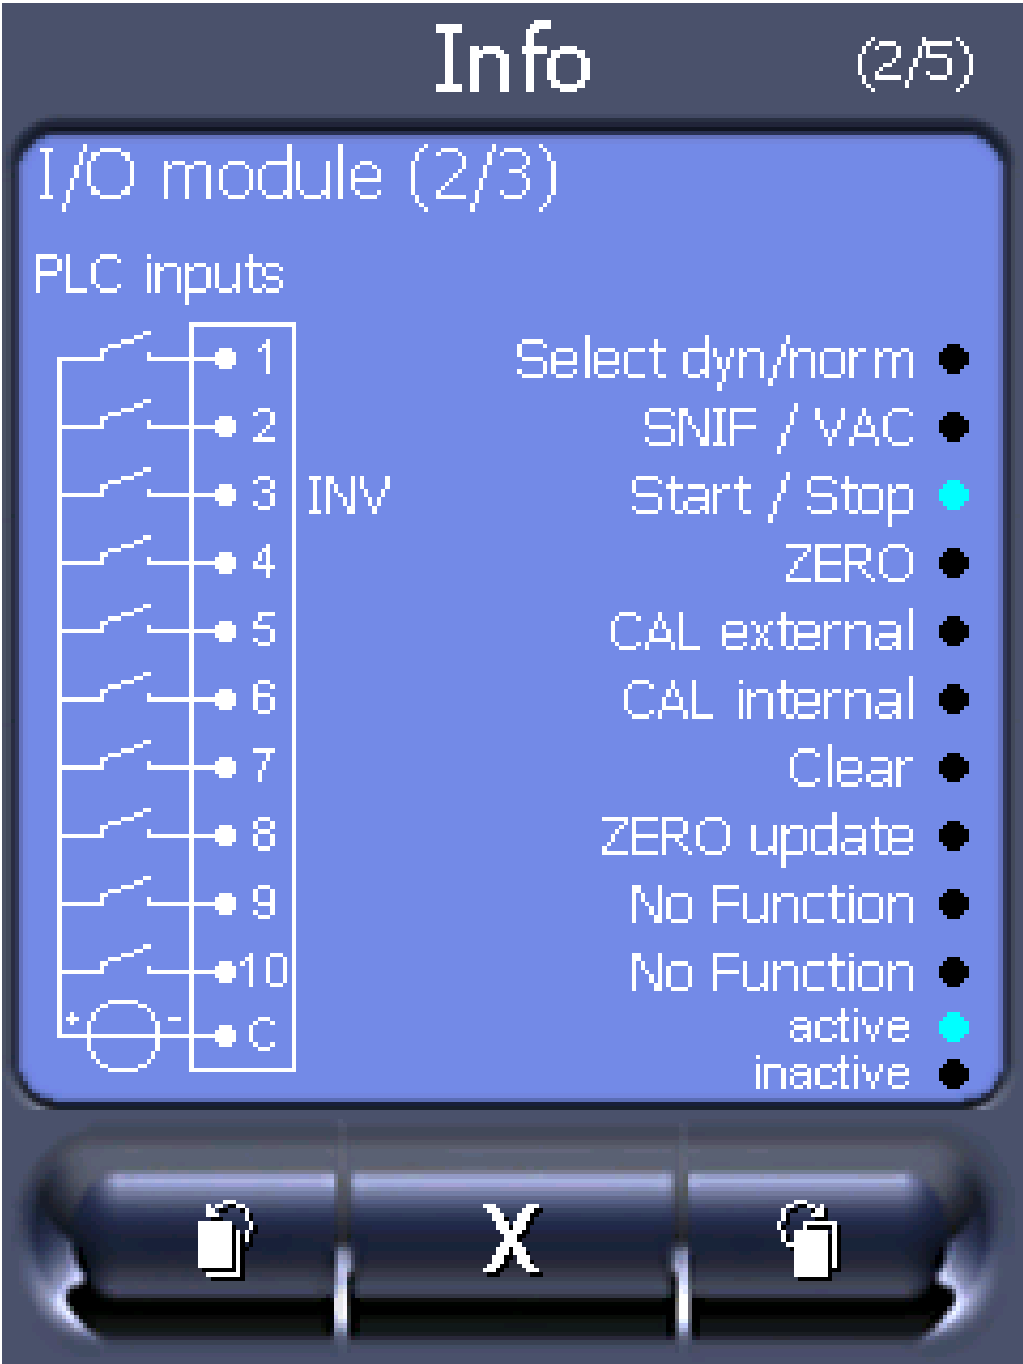 Info (2/5)
I/O module (2/3)
PLC inputs
1 Select dyn/norm
2 SNIF / VAC
3 INV Start / Stop
4 ZERO
5 CAL external
6 CAL internal
7 Clear
8 ZERO update
9 No Function
10 No Function
+ - C active
inactive
X